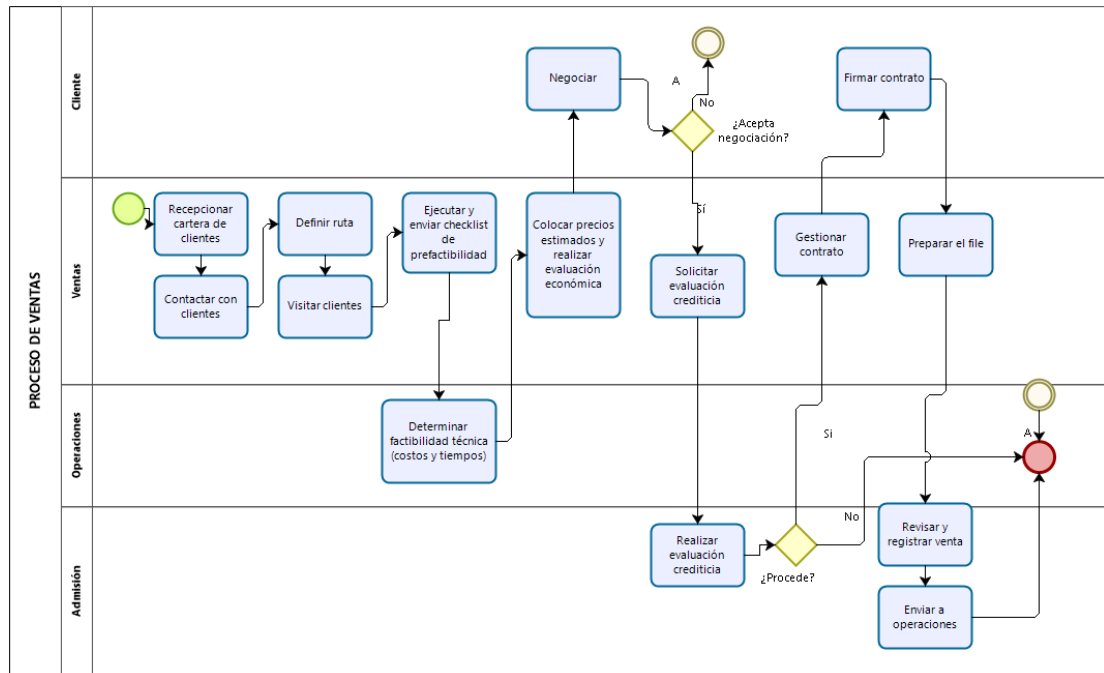 PROCESO DE VENTAS
Cliente
Negociar
A
No
¿Acepta
negociación?
Firmar contrato
Ventas
Recepcionar
cartera de
clientes
Contactar con
clientes
Definir ruta
Visitar clientes
Ejecutar y
enviar checklist
de
prefactibilidad
Colocar precios
estimados y
realizar
evaluación
económica
Sí
Solicitar
evaluación
crediticia
Gestionar
contrato
Preparar el file
Operaciones
Determinar
factibilidad técnica
(costos y tiempos)
Si
A
Admisión
Realizar
evaluación
crediticia
¿Procede?
No
Revisar y
registrar venta
Enviar a
operaciones